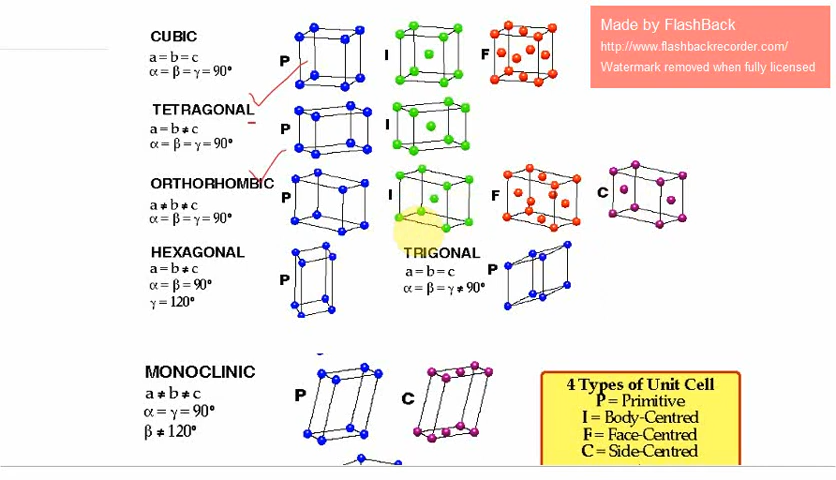 Made by FlashBack
http://www.flashbackrecorder.com/
Watermark removed when fully licensed
CUBIC
a = b = c
α = β = γ = 90°
P
I
F
TETRAGONAL
a = b ≠ c
α = β = γ = 90°
P
I
ORTHORHOMBIC
a ≠ b ≠ c
α = β = γ = 90°
P
I
F
C
HEXAGONAL
a = b ≠ c
α = β = 90°
γ = 120°
P
TRIGONAL
a = b = c
α = β = γ ≠ 90°
P
MONOCLINIC
a ≠ b ≠ c
α = γ = 90°
β ≠ 120°
P
C
4 Types of Unit Cell
P = Primitive
I = Body-Centred
F = Face-Centred
C = Side-Centred